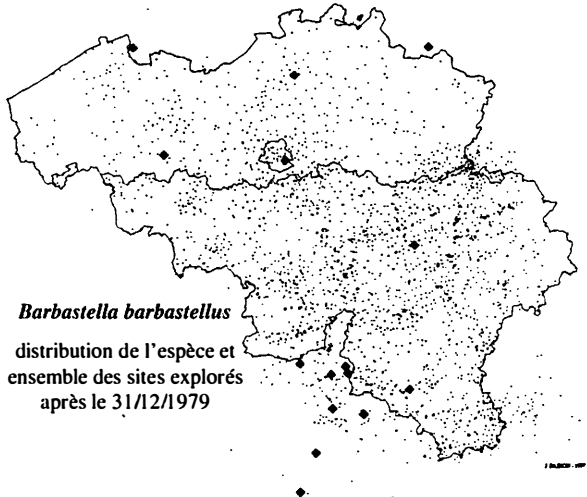 Barbastella barbastellus
distribution de l'espèce et
ensemble des sites explorés
après le 31/12/1979